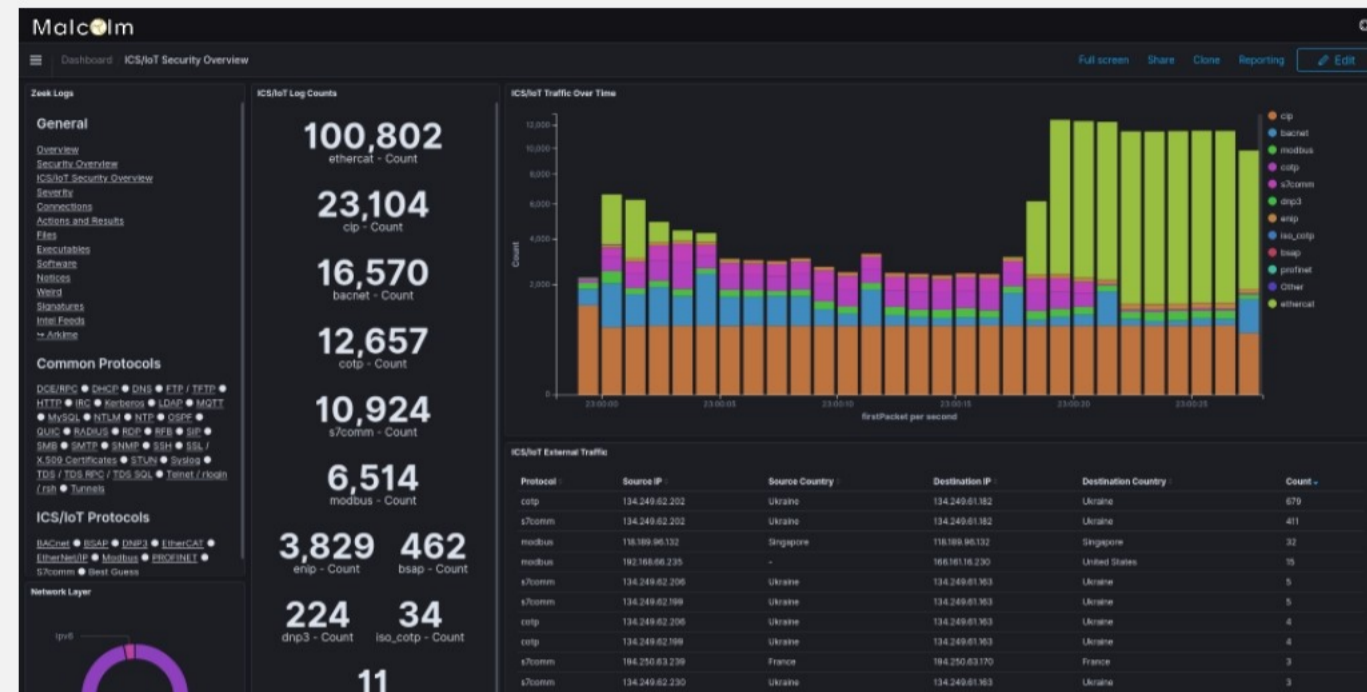 Malcolm
Dashboard ICS/IoT Security Overview
Full screen Share Clone Reporting Edit
Zeek Logs
General
Overview
Security Overview
ICS/IoT Security Overview
Severity
Connections
Actions and Results
Files
Executables
Software
Notices
Weird
Signatures
Intel Feeds
↪ Arkime
Common Protocols
DCE/RPC ● DHCP ● DNS ● FTP / TFTP ●
HTTP ● IRC ● Kerberos ● LDAP ● MQTT
● MySQL ● NTLM ● NTP ● OSPF ●
QUIC ● RADIUS ● RDP ● RFB ● SIP ●
SMB ● SMTP ● SNMP ● SSH ● SSL /
X.509 Certificates ● STUN ● Syslog ●
TDS / TDS RPC / TDS SQL ● Telnet / rlogin
/ rsh ● Tunnels
ICS/IoT Protocols
BACnet ● BSAP ● DNP3 ● EtherCAT ●
EtherNet/IP ● Modbus ● PROFINET ●
S7comm ● Best Guess
Network Layer
ipv6
ICS/IoT Log Counts
100,802
ethercat - Count
23,104
cip - Count
16,570
bacnet - Count
12,657
cotp - Count
10,924
s7comm - Count
6,514
modbus - Count
3,829 462
enip - Count bsap - Count
224 34
dnp3 - Count iso_cotp - Count
11
ICS/IoT Traffic Over Time
12,000
10,000
8,000
6,000
4,000
2,000
0
Count
23:00:00 23:00:05 23:00:10 23:00:15 23:00:20 23:00:25
firstPacket per second
cip
bacnet
modbus
cotp
s7comm
dnp3
enip
iso_cotp
bsap
profinet
Other
ethercat
ICS/IoT External Traffic
Protocol Source IP Source Country Destination IP Destination Country Count
cotp 134.249.62.202 Ukraine 134.249.61.182 Ukraine 679
s7comm 134.249.62.202 Ukraine 134.249.61.182 Ukraine 411
modbus 118.189.96.132 Singapore 118.189.96.132 Singapore 32
modbus 192.168.66.235 - 166.161.16.230 United States 15
s7comm 134.249.62.206 Ukraine 134.249.61.163 Ukraine 5
s7comm 134.249.62.199 Ukraine 134.249.61.163 Ukraine 5
cotp 134.249.62.206 Ukraine 134.249.61.163 Ukraine 4
cotp 134.249.62.199 Ukraine 134.249.61.163 Ukraine 4
s7comm 194.250.63.239 France 194.250.63.170 France 3
s7comm 134.249.62.230 Ukraine 134.249.61.163 Ukraine 3